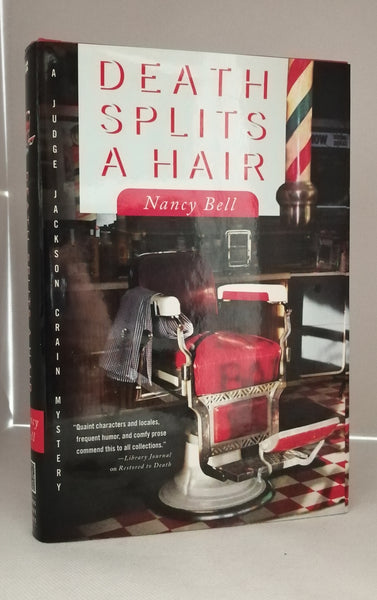 DEATH
SPLITS
A HAIR
Nancy Bell
A JUDGE JACKSON CRAIN MYSTERY
"Quaint characters and locales,
frequent humor, and comfy prose
commend this to all collections."
—Library Journal
on Restored to Death